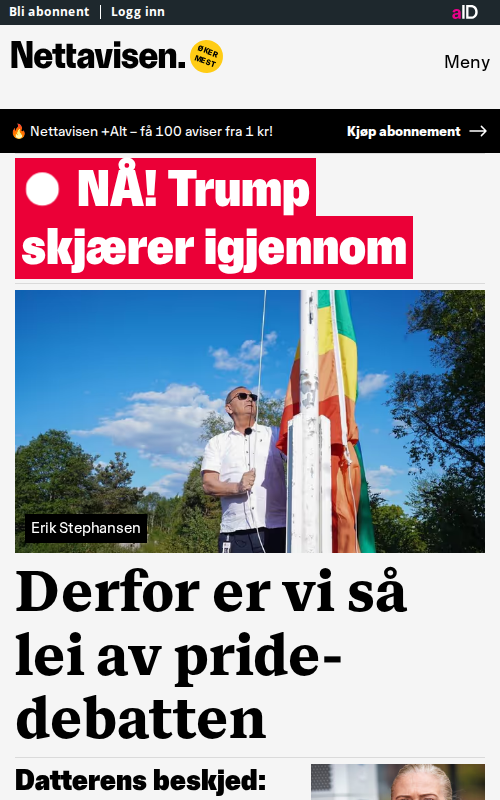 Bli abonnent
Logg inn
aID
Nettavisen.
ØKER
MEST
Meny
🔥 Nettavisen +Alt – få 100 aviser fra 1 kr!
Kjøp abonnement →
NÅ! Trump
skjærer igjennom
Erik Stephansen
Derfor er vi så
lei av pride-
debatten
Datterens beskjed: